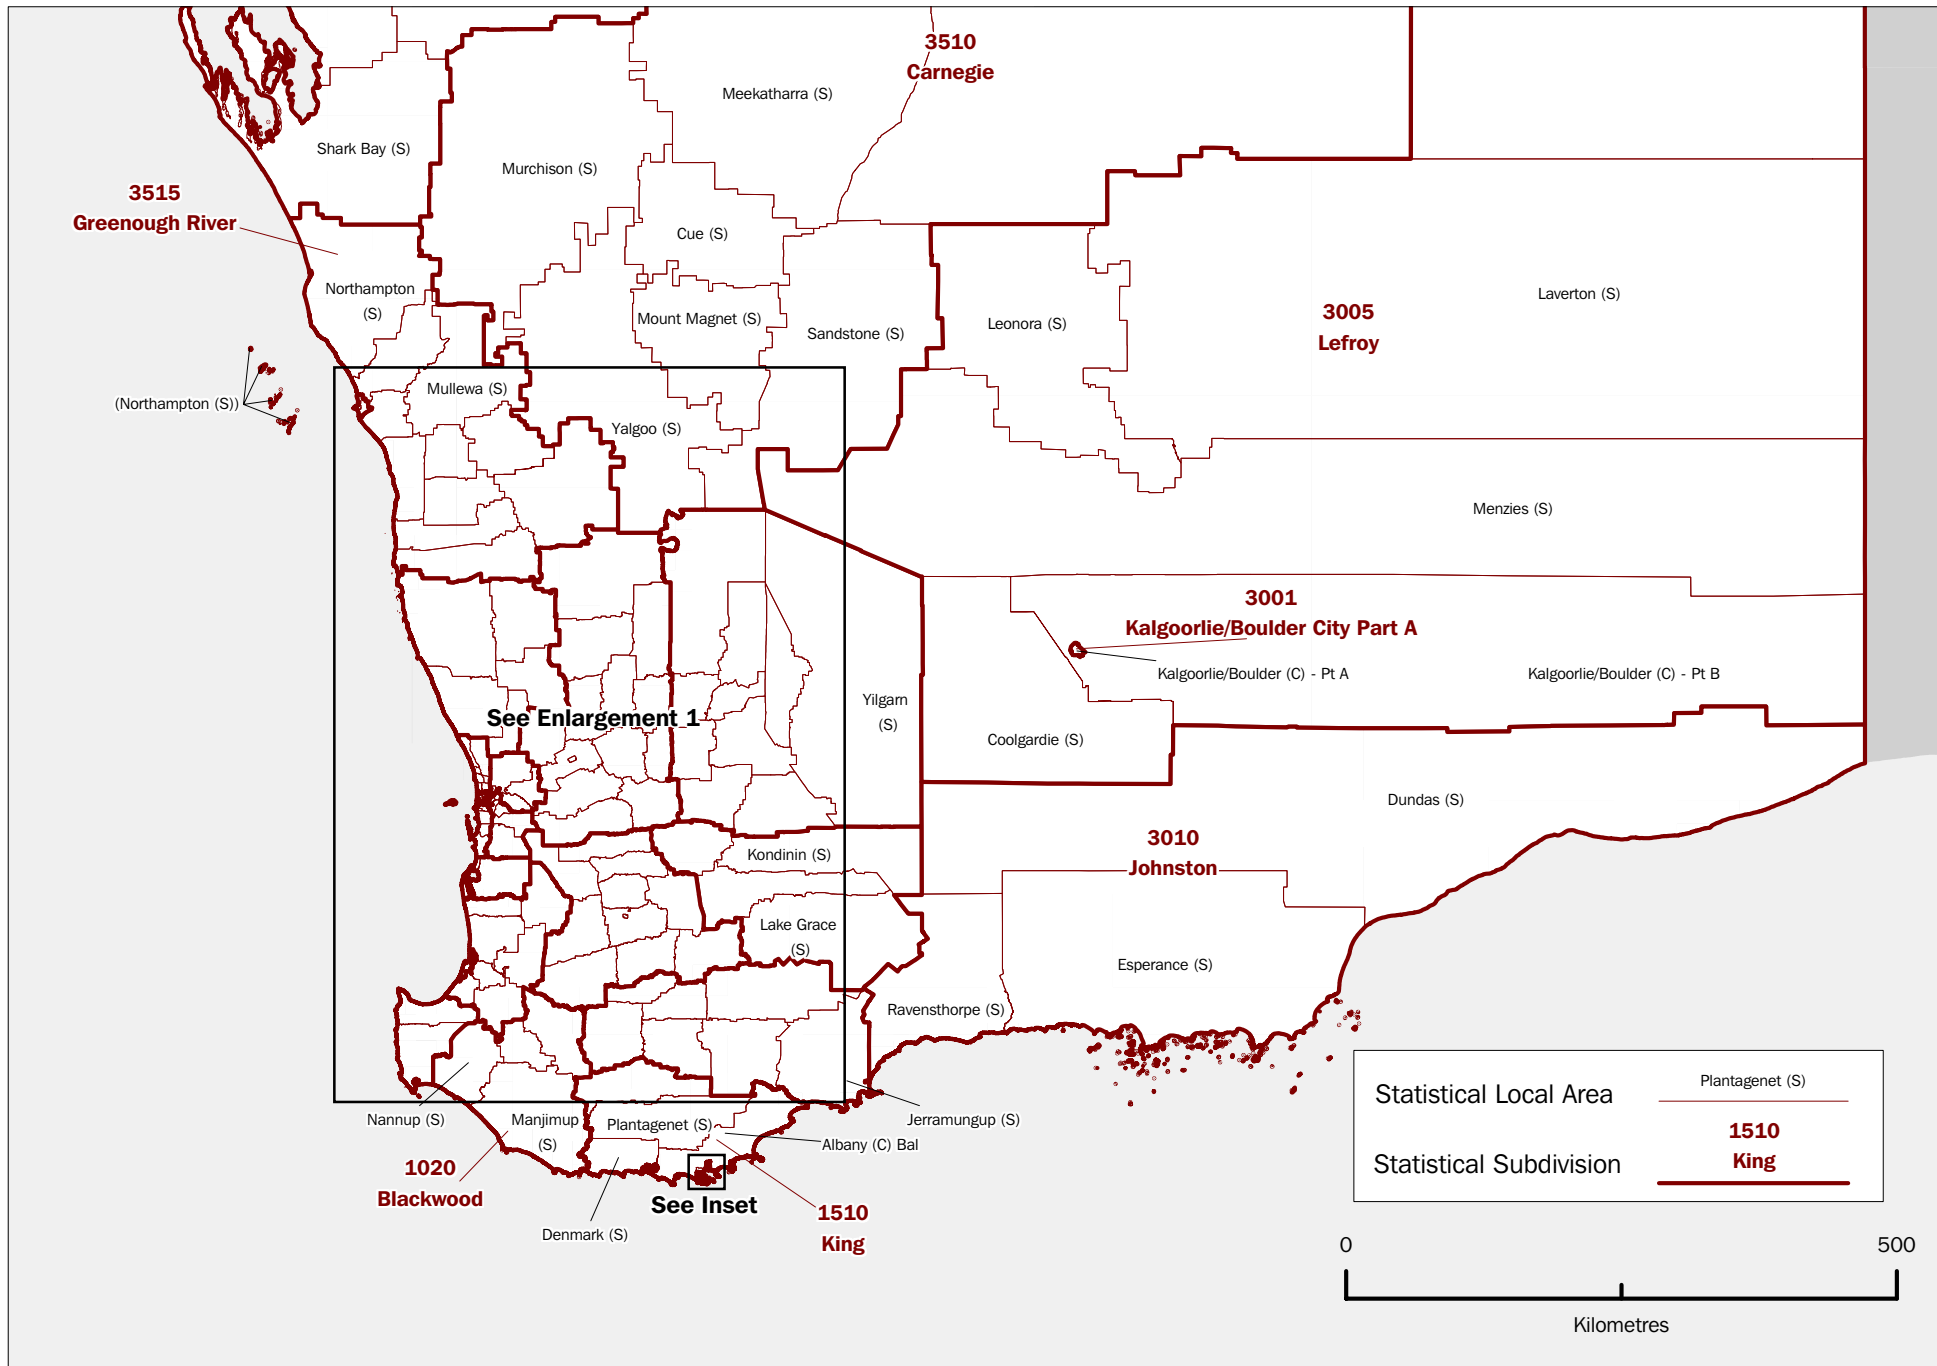 3510
Carnegie
Meekatharra (S)
Shark Bay (S)
Murchison (S)
3515
Greenough River
Cue (S)
Northampton
(S)
Mount Magnet (S)
Sandstone (S)
Leonora (S)
3005
Lefroy
Laverton (S)
(Northampton (S))
Mullewa (S)
Yalgoo (S)
Menzies (S)
3001
Kalgoorlie/Boulder City Part A
Kalgoorlie/Boulder (C) - Pt A
Kalgoorlie/Boulder (C) - Pt B
Yilgarn
(S)
See Enlargement 1
Coolgardie (S)
Dundas (S)
3010
Johnston
Kondinin (S)
Lake Grace
(S)
Esperance (S)
Ravensthorpe (S)
Nannup (S)
Manjimup
(S)
Plantagenet (S)
Jerramungup (S)
Albany (C) Bal
1020
Blackwood
See Inset
1510
King
Denmark (S)
Statistical Local Area
Plantagenet (S)
Statistical Subdivision
1510
King
0
500
Kilometres